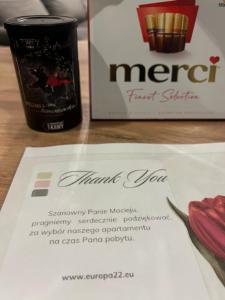 merci
Finest Selection
Thank You
Szanowny Panie Macieju,
pragniemy serdecznie podziękować
za wybór naszego apartamentu
na czas Pana pobytu.
www.europa22.eu